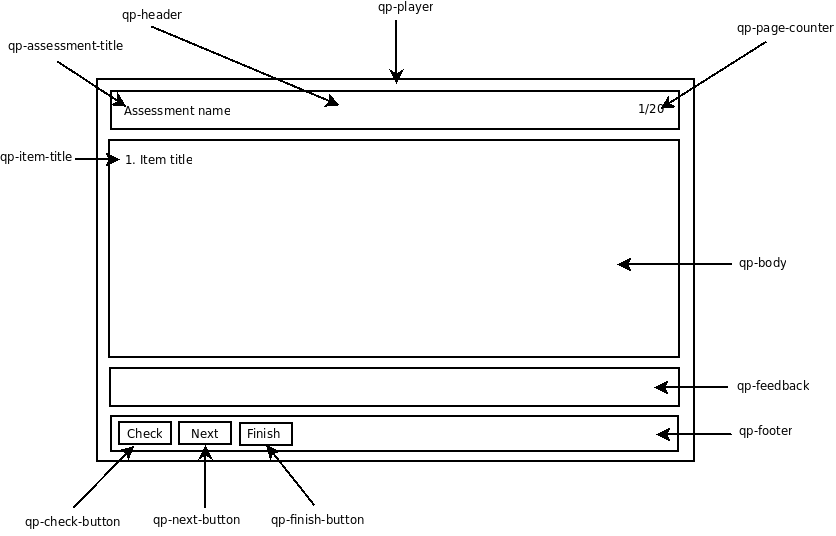 qp-player
qp-header
qp-page-counter
qp-assessment-title
Assessment name
1/20
qp-item-title
1. Item title
qp-body
qp-feedback
Check
Next
Finish
qp-footer
qp-check-button
qp-next-button
qp-finish-button